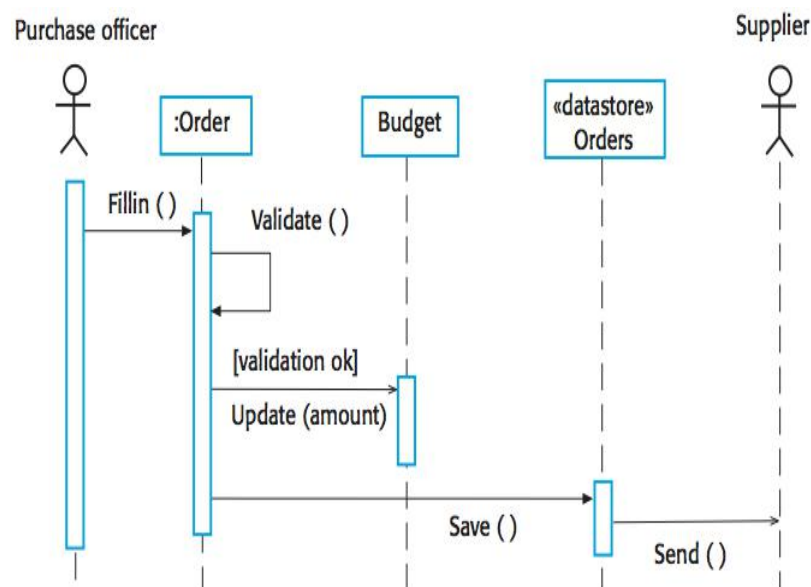 Purchase officer
Supplier
:Order
Budget
«datastore»
Orders
Fillin ( )
Validate ( )
[validation ok]
Update (amount)
Save ( )
Send ( )